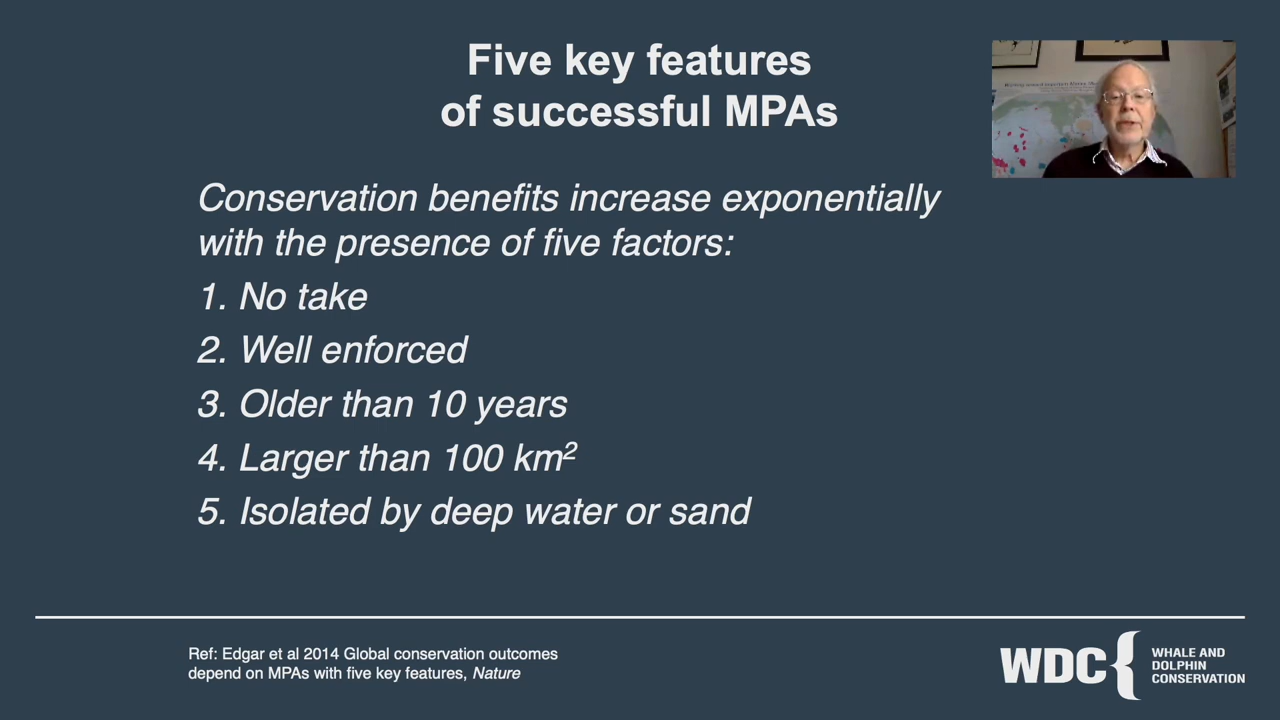 Five key features
of successful MPAs
Conservation benefits increase exponentially
with the presence of five factors:
1. No take
2. Well enforced
3. Older than 10 years
4. Larger than 100 km²
5. Isolated by deep water or sand
Ref: Edgar et al 2014 Global conservation outcomes
depend on MPAs with five key features, Nature
WDC
WHALE AND
DOLPHIN
CONSERVATION